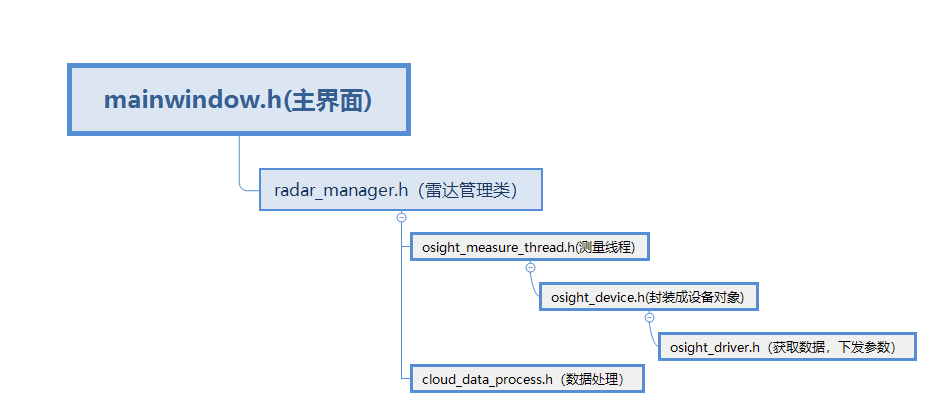 mainwindow.h(主界面)
radar_manager.h（雷达管理类）
osight_measure_thread.h(测量线程)
osight_device.h(封装成设备对象)
osight_driver.h（获取数据，下发参数）
cloud_data_process.h（数据处理）